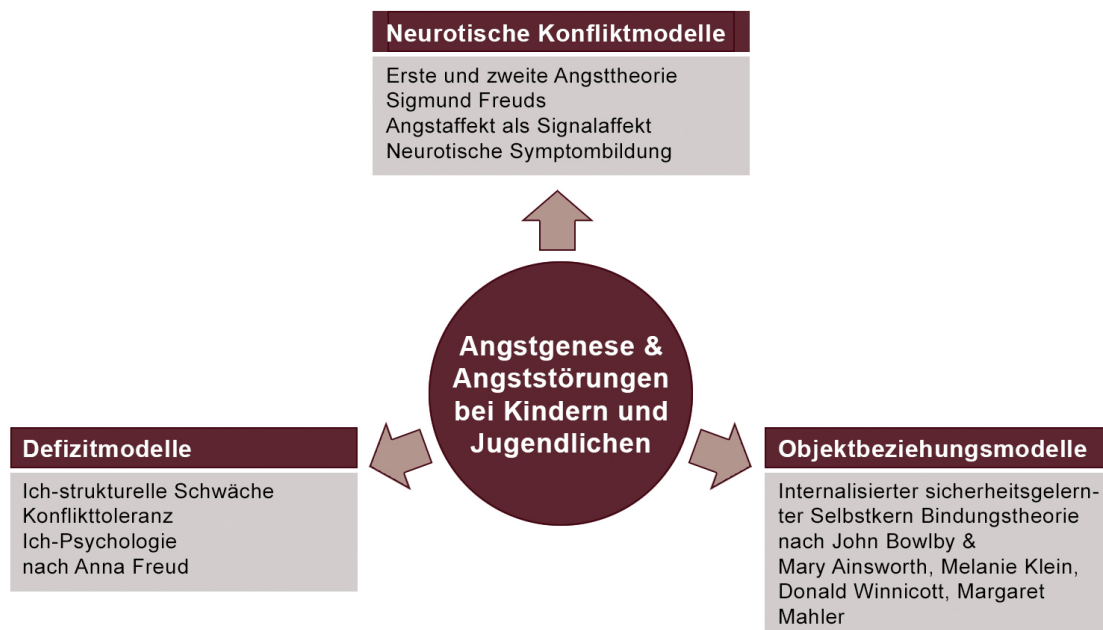 Neurotische Konfliktmodelle
Erste und zweite Angsttheorie
Sigmund Freuds
Angstaffekt als Signalaffekt
Neurotische Symptombildung
Angstgenese &
Angststörungen
bei Kindern und
Jugendlichen
Defizitmodelle
Ich-strukturelle Schwäche
Konflikttoleranz
Ich-Psychologie
nach Anna Freud
Objektbeziehungsmodelle
Internalisierter sicherheitsgelern-
ter Selbstkern Bindungstheorie
nach John Bowlby &
Mary Ainsworth, Melanie Klein,
Donald Winnicott, Margaret
Mahler